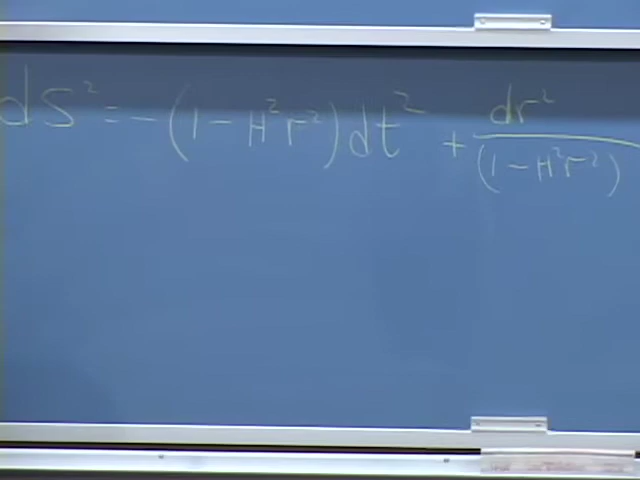 dS² = -(1 - H²r²)dt² + dr²/(1 - H²r²)